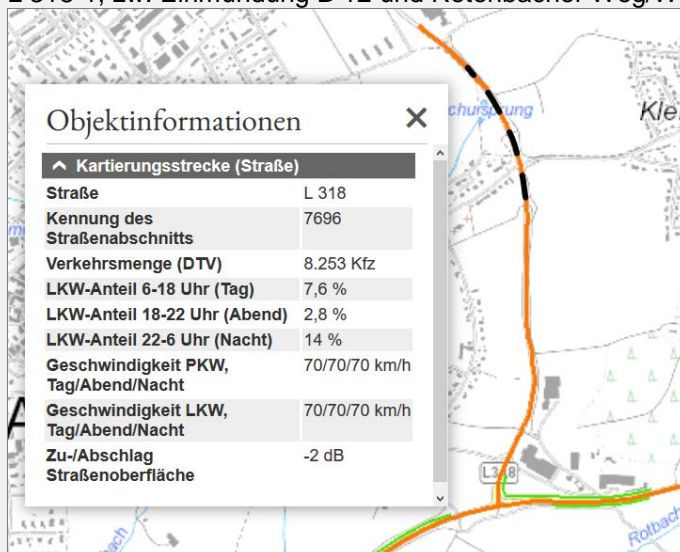 Objektinformationen
Kartierungsstrecke (Straße)
Straße L 318
Kennung des 7696
Straßenabschnitts
Verkehrsmenge (DTV) 8.253 Kfz
LKW-Anteil 6-18 Uhr (Tag) 7,6 %
LKW-Anteil 18-22 Uhr (Abend) 2,8 %
LKW-Anteil 22-6 Uhr (Nacht) 14 %
Geschwindigkeit PKW, 70/70/70 km/h
Tag/Abend/Nacht
Geschwindigkeit LKW, 70/70/70 km/h
Tag/Abend/Nacht
Zu-/Abschlag -2 dB
Straßenoberfläche
chursprung
Kle
L318
Rotbach
bach
A